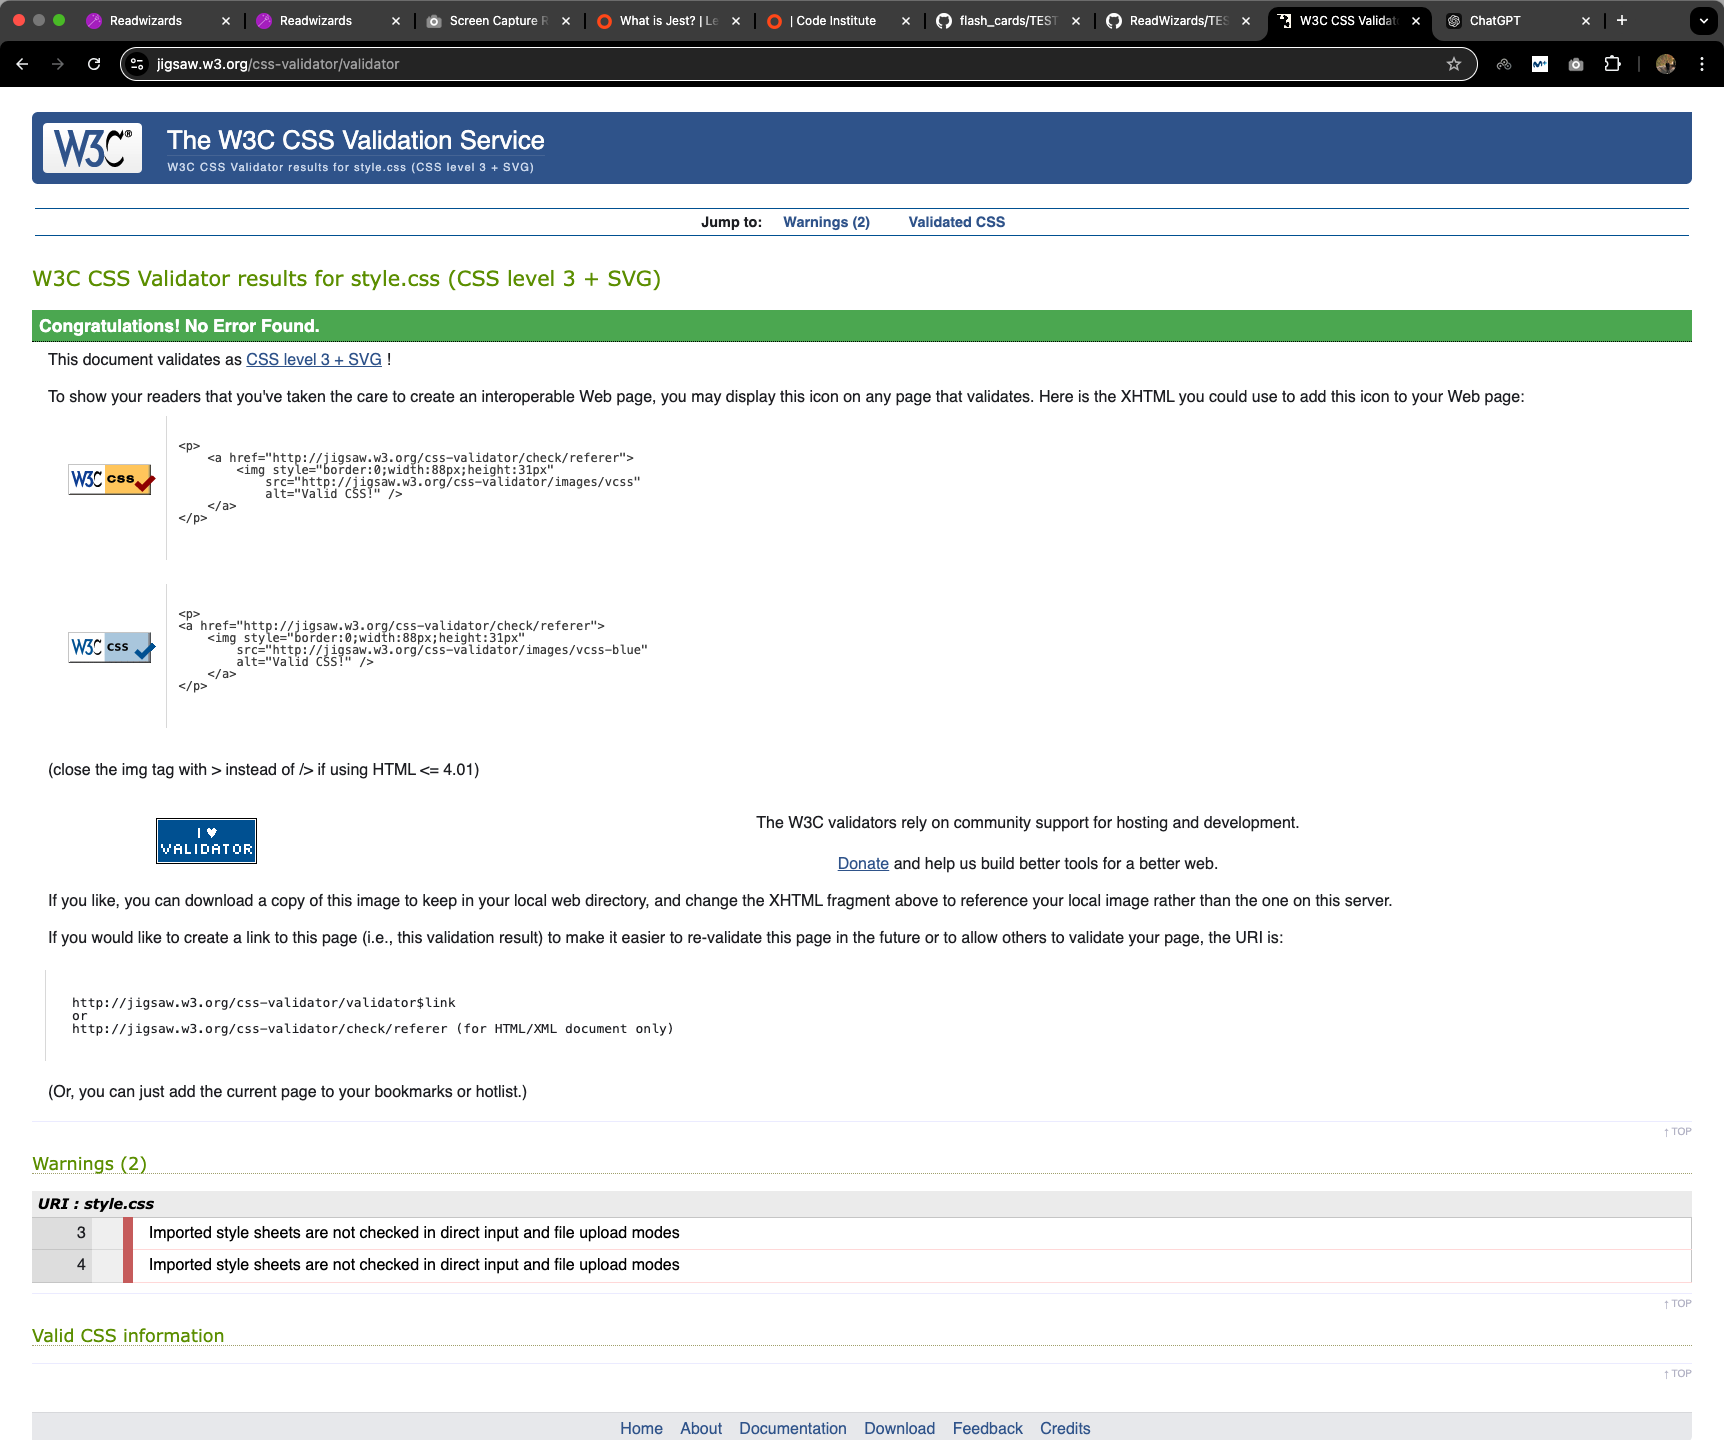 Readwizards
Readwizards
Screen Capture R
What is Jest? | Le
| Code Institute
flash_cards/TEST
ReadWizards/TES
W3C CSS Validat
ChatGPT
jigsaw.w3.org/css-validator/validator
W3C® The W3C CSS Validation Service
W3C CSS Validator results for style.css (CSS level 3 + SVG)
Jump to: Warnings (2) Validated CSS
W3C CSS Validator results for style.css (CSS level 3 + SVG)
Congratulations! No Error Found.
This document validates as CSS level 3 + SVG !
To show your readers that you've taken the care to create an interoperable Web page, you may display this icon on any page that validates. Here is the XHTML you could use to add this icon to your Web page:
W3C css
<p>
<a href="http://jigsaw.w3.org/css-validator/check/referer">
<img style="border:0;width:88px;height:31px"
src="http://jigsaw.w3.org/css-validator/images/vcss"
alt="Valid CSS!" />
</a>
</p>
W3C css
<p>
<a href="http://jigsaw.w3.org/css-validator/check/referer">
<img style="border:0;width:88px;height:31px"
src="http://jigsaw.w3.org/css-validator/images/vcss-blue"
alt="Valid CSS!" />
</a>
</p>
(close the img tag with > instead of /> if using HTML <= 4.01)
I ♥
VALIDATOR
The W3C validators rely on community support for hosting and development.
Donate and help us build better tools for a better web.
If you like, you can download a copy of this image to keep in your local web directory, and change the XHTML fragment above to reference your local image rather than the one on this server.
If you would like to create a link to this page (i.e., this validation result) to make it easier to re-validate this page in the future or to allow others to validate your page, the URI is:
http://jigsaw.w3.org/css-validator/validator$link
or
http://jigsaw.w3.org/css-validator/check/referer (for HTML/XML document only)
(Or, you can just add the current page to your bookmarks or hotlist.)
↑ TOP
Warnings (2)
URI : style.css
3 Imported style sheets are not checked in direct input and file upload modes
4 Imported style sheets are not checked in direct input and file upload modes
↑ TOP
Valid CSS information
↑ TOP
Home About Documentation Download Feedback Credits